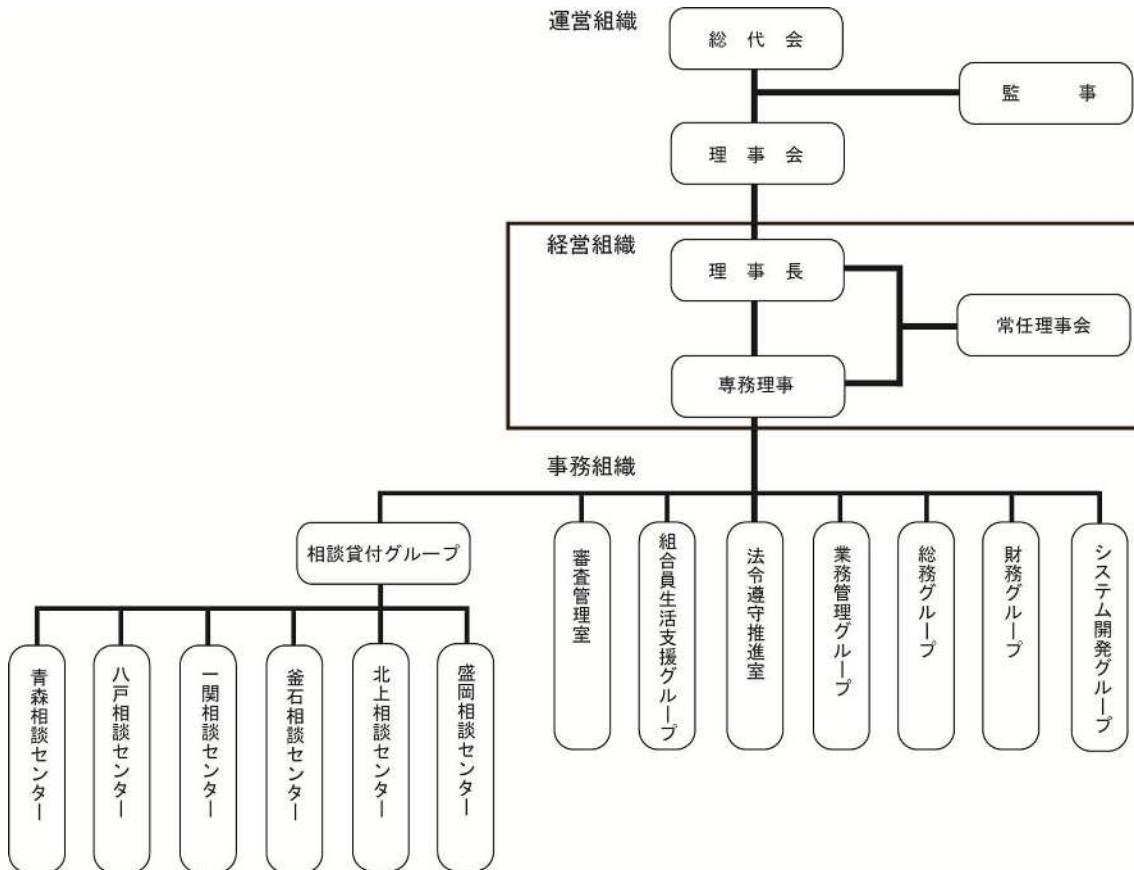 運営組織
総代会
監事
理事会
経営組織
理事長
常任理事会
専務理事
事務組織
相談貸付グループ
審査管理室
組合員生活支援グループ
法令遵守推進室
業務管理グループ
総務グループ
財務グループ
システム開発グループ
青森相談センター
八戸相談センター
一関相談センター
釜石相談センター
北上相談センター
盛岡相談センター